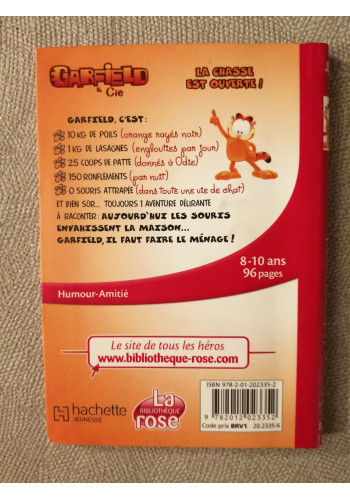 GARFIELD
& Cie
LA CHASSE
EST OUVERTE !
GARFIELD, C'EST :
10 KG DE POILS (orange rayés noir)
1 KG DE LASAGNES (englouties par jour)
25 COUPS DE PATTE (donnés à Odie)
150 RONFLEMENTS (par nuit)
0 SOURIS ATTRAPÉE (dans toute une vie de chat)
ET BIEN SÛR... TOUJOURS 1 AVENTURE DÉLIRANTE
À RACONTER : AUJOURD'HUI LES SOURIS
ENVAHISSENT LA MAISON...
GARFIELD, IL FAUT FAIRE LE MÉNAGE !
8-10 ans
96 pages
Humour-Amitié
Le site de tous les héros
www.bibliotheque-rose.com
hachette
JEUNESSE
La
BIBLIOTHÈQUE
rose
ISBN 978-2-01-202335-2
9 782012 023352
Code prix BRV1 20.2335-6